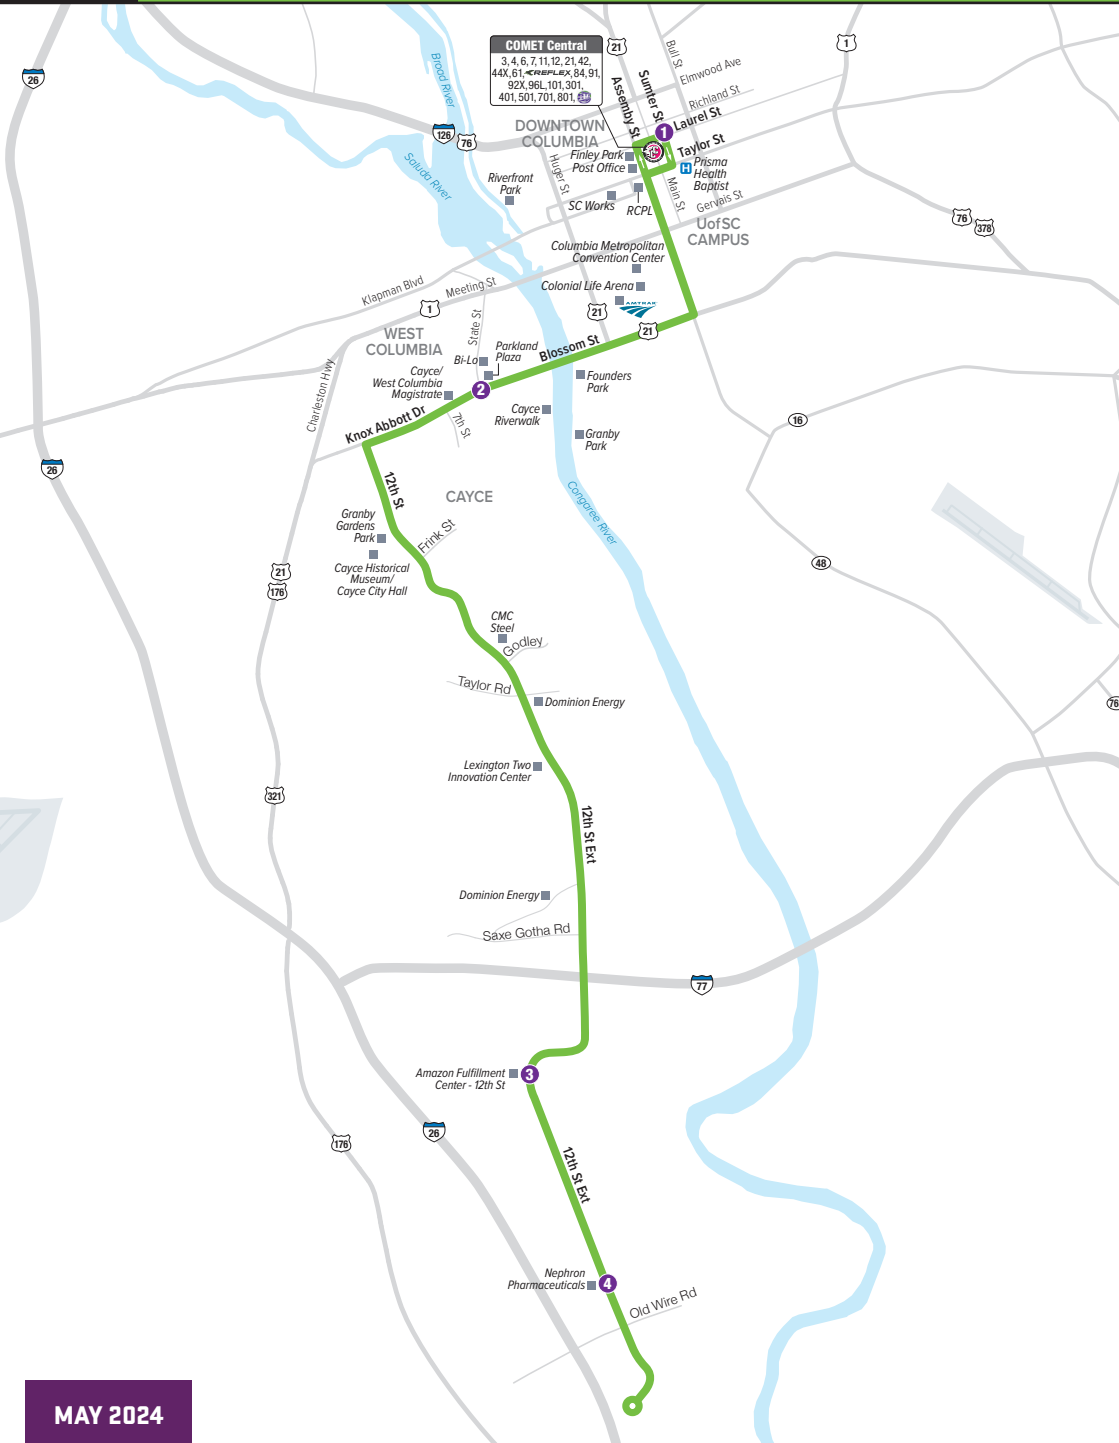 COMET Central
3, 4, 6, 7, 11, 12, 21, 42,
44X, 61, REFLEX, 84, 91,
92X, 96L, 101, 301,
401, 501, 701, 801,
21
1
Bull St
Elmwood Ave
Sumter St
Assemby St
Richland St
26
Broad River
126
76
DOWNTOWN
COLUMBIA
1
Laurel St
Taylor St
Finley Park
Post Office
H
Prisma
Health
Baptist
Huger St
Saluda River
Riverfront
Park
SC Works
RCPL
Main St
Gervais St
UofSC
CAMPUS
76
378
Columbia Metropolitan
Convention Center
Colonial Life Arena
AMTRAK
21
21
Klapman Blvd
Meeting St
1
State St
WEST
COLUMBIA
Blossom St
Parkland
Plaza
Bi-Lo
Cayce/
West Columbia
Magistrate
2
Founders
Park
Charleston Hwy
Cayce
Riverwalk
Knox Abbott Dr
7th St
Granby
Park
16
26
12th St
CAYCE
Congaree River
Granby
Gardens
Park
Frink St
Cayce Historical
Museum/
Cayce City Hall
48
21
176
CMC
Steel
Godley
Taylor Rd
Dominion Energy
76
Lexington Two
Innovation Center
321
12th St Ext
Dominion Energy
Saxe Gotha Rd
77
Amazon Fulfillment
Center - 12th St
3
26
176
12th St Ext
Nephron
Pharmaceuticals
4
Old Wire Rd
MAY 2024